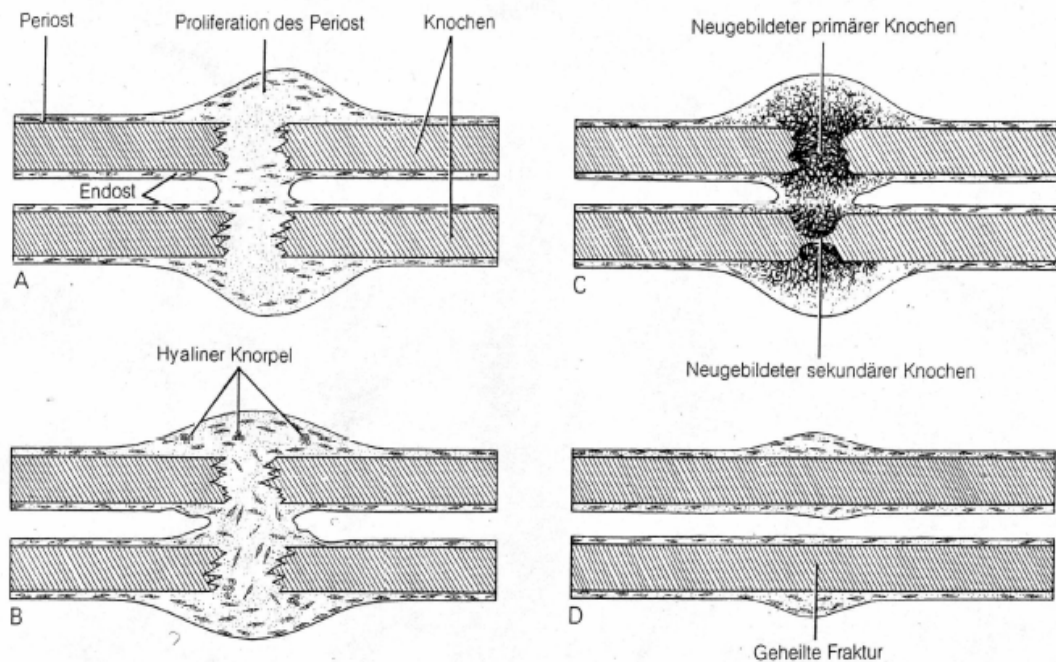 Periost
Proliferation des Periost
Knochen
Endost
A
Neugebildeter primärer Knochen
C
Neugebildeter sekundärer Knochen
Hyaliner Knorpel
B
?
D
Geheilte Fraktur